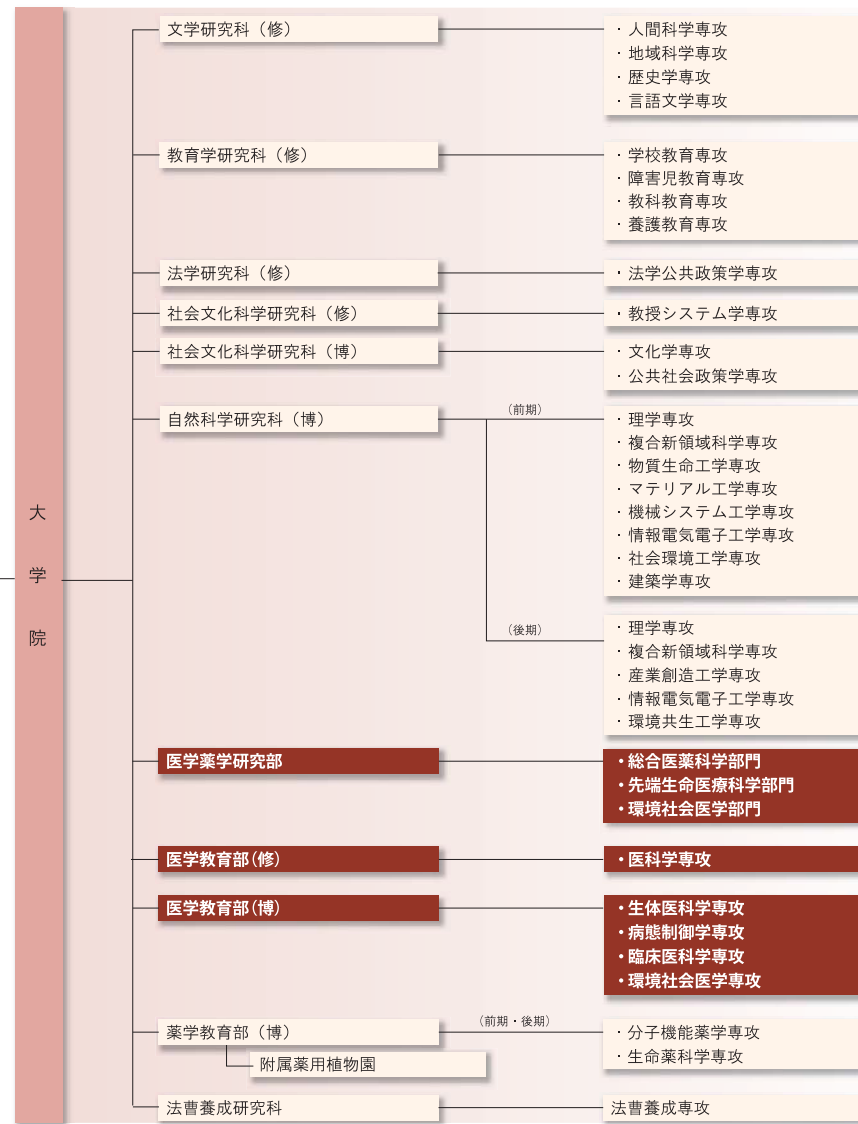 大学院
文学研究科(修)
・人間科学専攻
・地域科学専攻
・歴史学専攻
・言語文学専攻
教育学研究科(修)
・学校教育専攻
・障害児教育専攻
・教科教育専攻
・養護教育専攻
法学研究科(修)
・法学公共政策学専攻
社会文化科学研究科(修)
・教授システム学専攻
社会文化科学研究科(博)
・文化学専攻
・公共社会政策学専攻
自然科学研究科(博)
(前期)
・理学専攻
・複合新領域科学専攻
・物質生命工学専攻
・マテリアル工学専攻
・機械システム工学専攻
・情報電気電子工学専攻
・社会環境工学専攻
・建築学専攻
(後期)
・理学専攻
・複合新領域科学専攻
・産業創造工学専攻
・情報電気電子工学専攻
・環境共生工学専攻
医学薬学研究部
・総合医薬科学部門
・先端生命医療科学部門
・環境社会医学部門
医学教育部(修)
・医科学専攻
医学教育部(博)
・生体医科学専攻
・病態制御学専攻
・臨床医科学専攻
・環境社会医学専攻
薬学教育部(博)
(前期・後期)
・分子機能薬学専攻
・生命薬科学専攻
附属薬用植物園
法曹養成研究科
法曹養成専攻